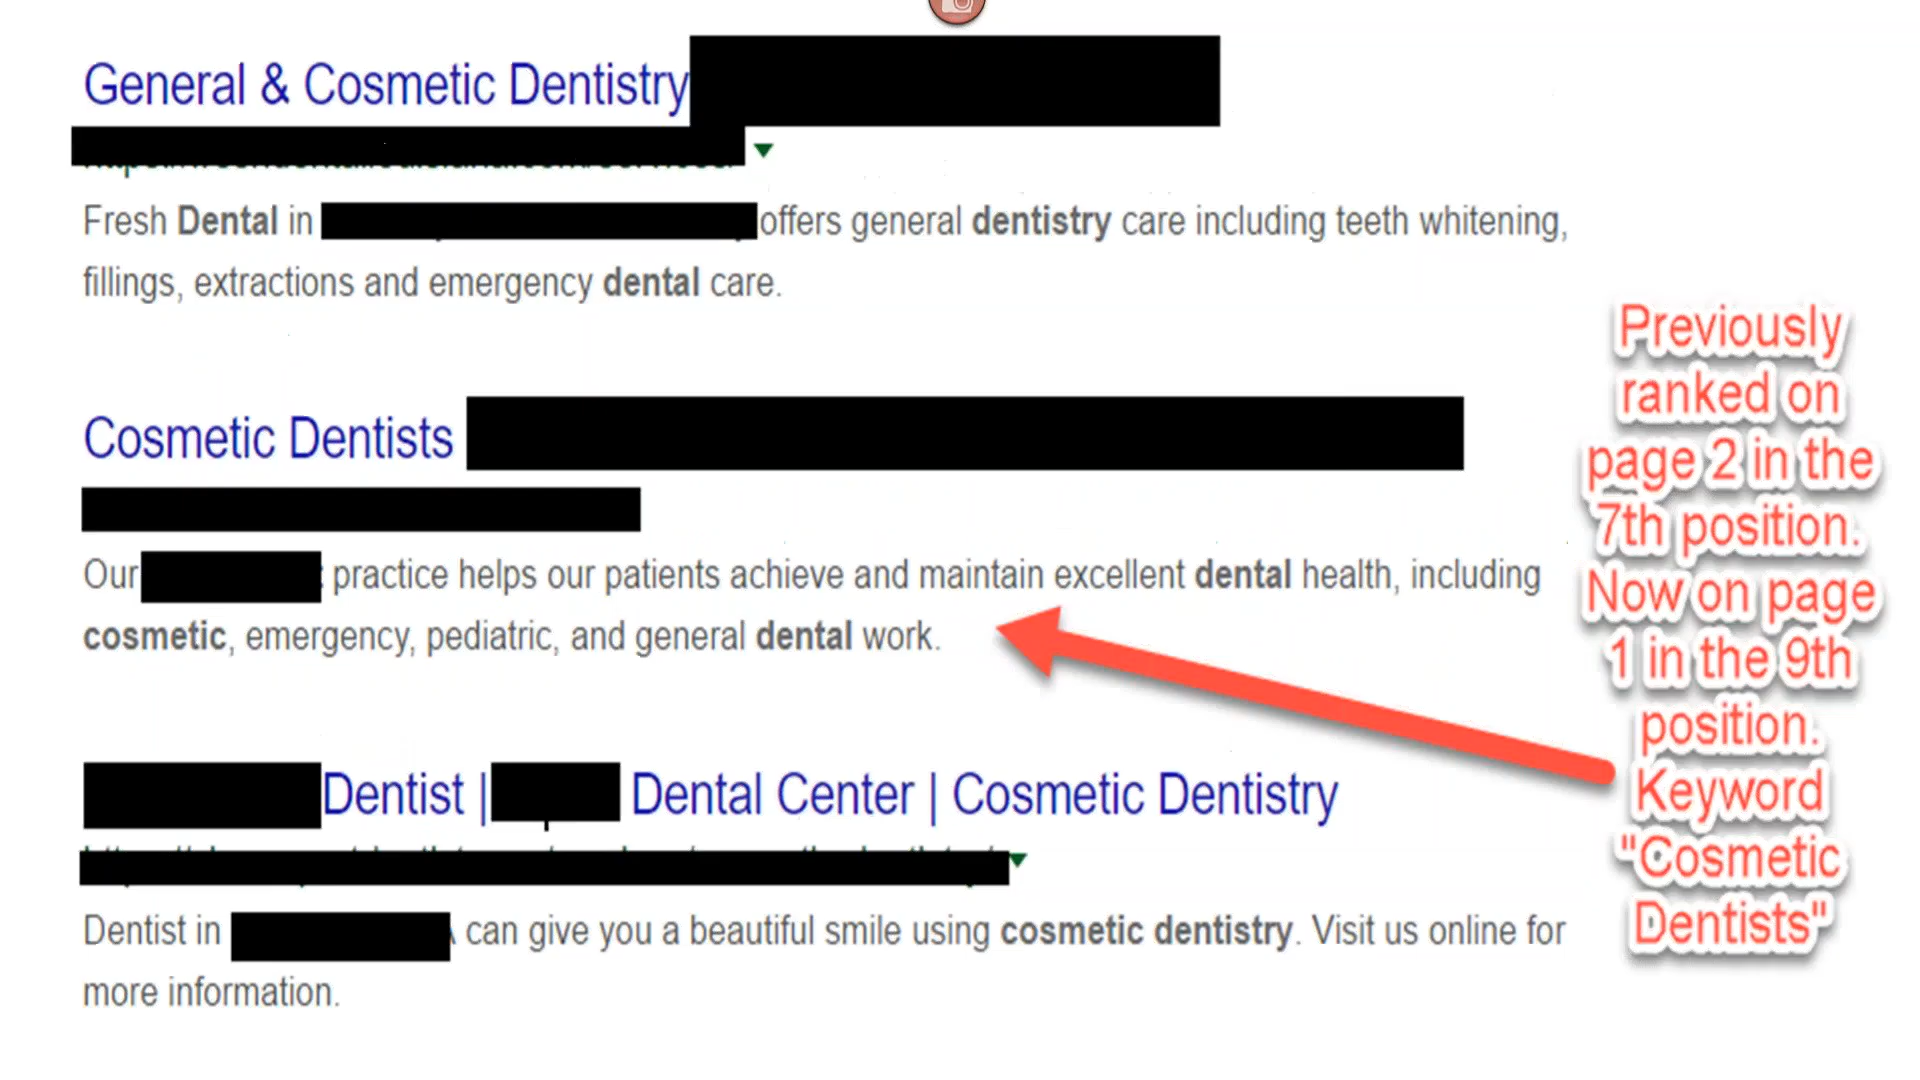 General & Cosmetic Dentistry
Fresh Dental in offers general dentistry care including teeth whitening,
fillings, extractions and emergency dental care.
Cosmetic Dentists
Our practice helps our patients achieve and maintain excellent dental health, including
cosmetic, emergency, pediatric, and general dental work.
Dentist | Dental Center | Cosmetic Dentistry
Dentist in can give you a beautiful smile using cosmetic dentistry. Visit us online for
more information.
Previously
ranked on
page 2 in the
7th position.
Now on page
1 in the 9th
position.
Keyword
"Cosmetic
Dentists"